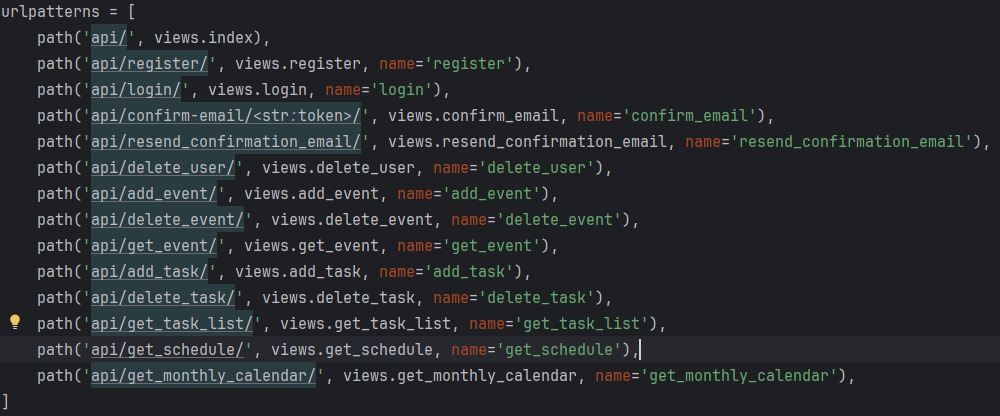 urlpatterns = [
    path('api/', views.index),
    path('api/register/', views.register, name='register'),
    path('api/login/', views.login, name='login'),
    path('api/confirm-email/<str:token>/', views.confirm_email, name='confirm_email'),
    path('api/resend_confirmation_email/', views.resend_confirmation_email, name='resend_confirmation_email'),
    path('api/delete_user/', views.delete_user, name='delete_user'),
    path('api/add_event/', views.add_event, name='add_event'),
    path('api/delete_event/', views.delete_event, name='delete_event'),
    path('api/get_event/', views.get_event, name='get_event'),
    path('api/add_task/', views.add_task, name='add_task'),
    path('api/delete_task/', views.delete_task, name='delete_task'),
    path('api/get_task_list/', views.get_task_list, name='get_task_list'),
    path('api/get_schedule/', views.get_schedule, name='get_schedule'),
    path('api/get_monthly_calendar/', views.get_monthly_calendar, name='get_monthly_calendar'),
]